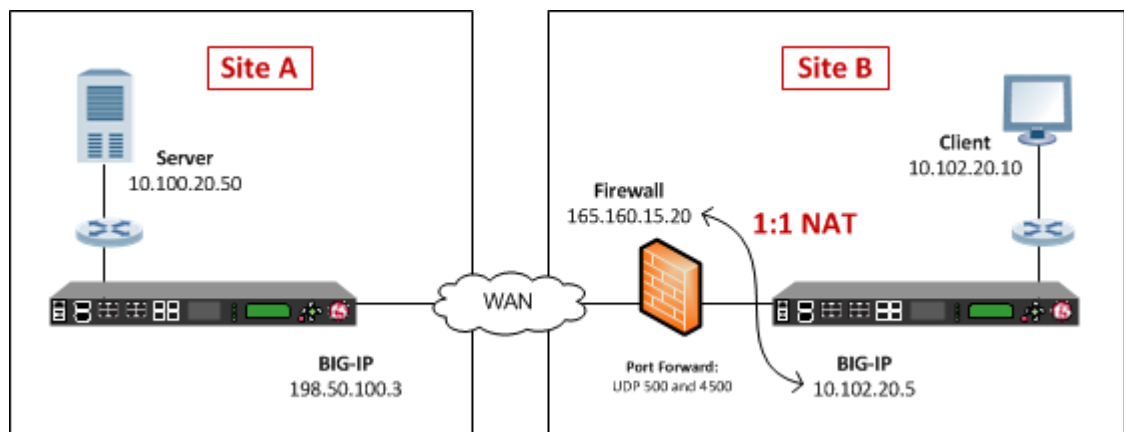 Site A
Server
10.100.20.50
BIG-IP
198.50.100.3
WAN
Site B
Client
10.102.20.10
Firewall
165.160.15.20
1:1 NAT
Port Forward:
UDP 500 and 4500
BIG-IP
10.102.20.5